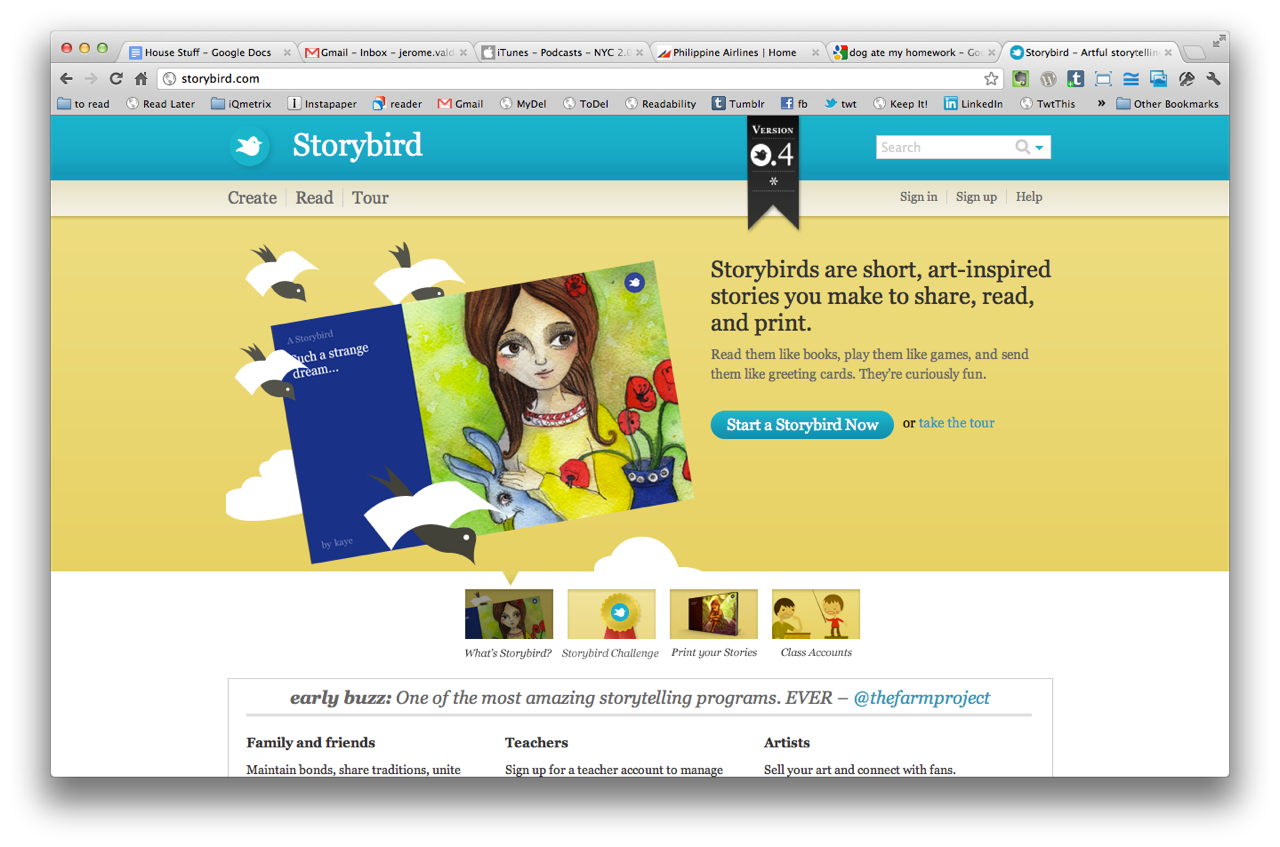 House Stuff – Google Docs
Gmail – Inbox – jerome.vald
iTunes – Podcasts – NYC 2.0
Philippine Airlines | Home
dog ate my homework – Go
Storybird – Artful storytelling
storybird.com
to read
Read Later
iQmetrix
Instapaper
reader
Gmail
MyDel
ToDel
Readability
Tumblr
fb
twt
Keep It!
LinkedIn
TwtThis
»
Other Bookmarks
Storybird
Version
.4
*
Search
Create
Read
Tour
Sign in
Sign up
Help
A Storybird
Such a strange
dream...
by kaye
Storybirds are short, art-inspired
stories you make to share, read,
and print.
Read them like books, play them like games, and send
them like greeting cards. They're curiously fun.
Start a Storybird Now or take the tour
What's Storybird?
Storybird Challenge
Print your Stories
Class Accounts
early buzz: One of the most amazing storytelling programs. EVER – @thefarmproject
Family and friends
Maintain bonds, share traditions, unite
Teachers
Sign up for a teacher account to manage
Artists
Sell your art and connect with fans.